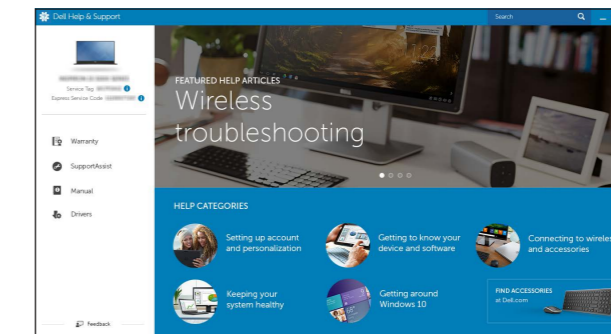 Dell Help & Support
Search
Service Tag:
Express Service Code:
Warranty
SupportAssist
Manual
Drivers
Feedback
FEATURED HELP ARTICLES
Wireless
troubleshooting
HELP CATEGORIES
Setting up account
and personalization
Getting to know your
device and software
Connecting to wireles
and accessories
Keeping your
system healthy
Getting around
Windows 10
FIND ACCESSORIES
at Dell.com